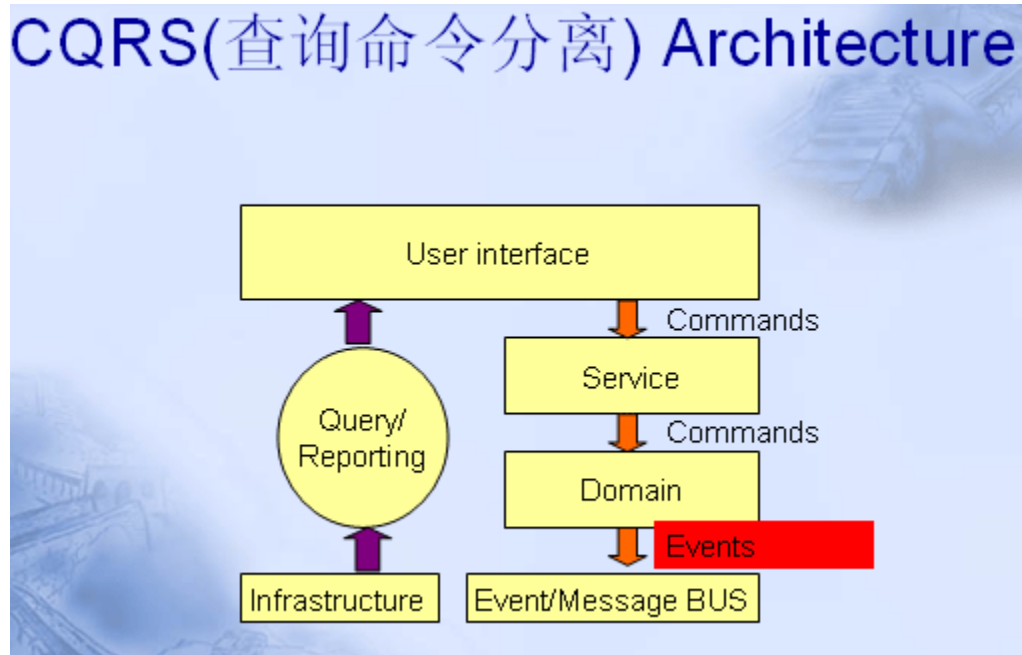 CQRS(查询命令分离) Architecture
User interface
Commands
Service
Query/
Reporting
Commands
Domain
Events
Infrastructure
Event/Message BUS